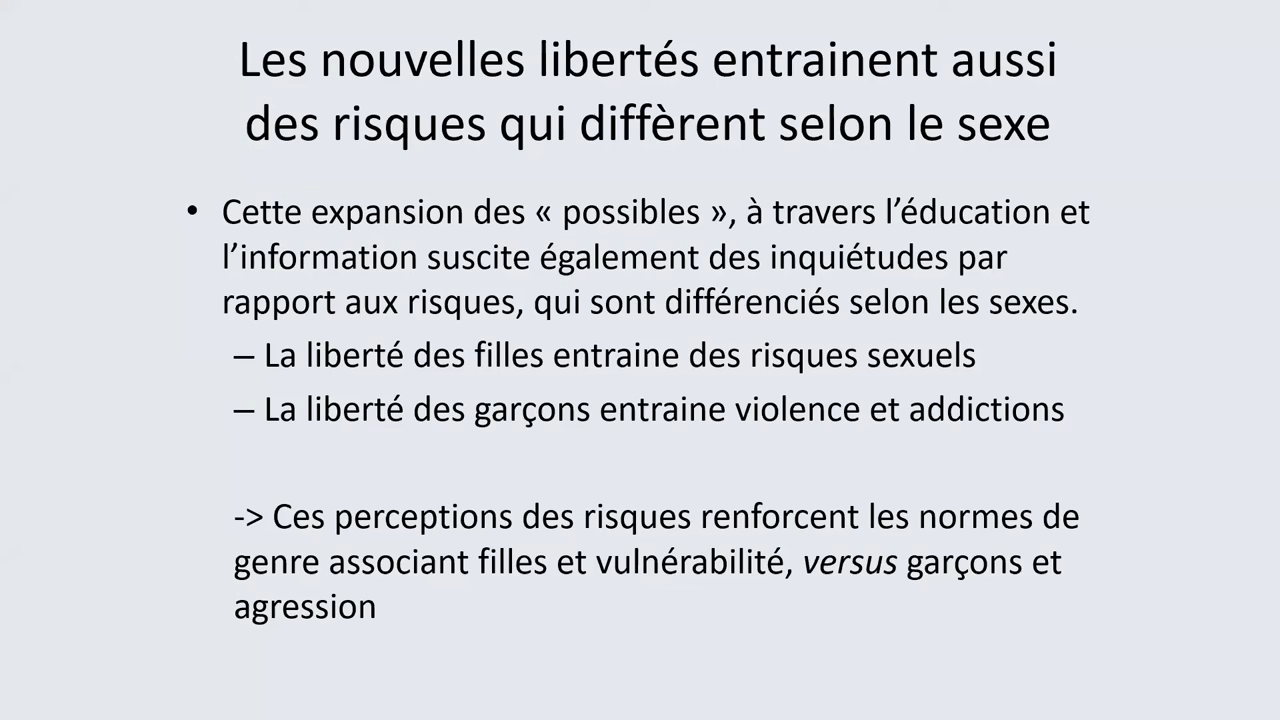 Les nouvelles libertés entrainent aussi
des risques qui diffèrent selon le sexe
• Cette expansion des « possibles », à travers l’éducation et
l’information suscite également des inquiétudes par
rapport aux risques, qui sont différenciés selon les sexes.
– La liberté des filles entraine des risques sexuels
– La liberté des garçons entraine violence et addictions
-> Ces perceptions des risques renforcent les normes de
genre associant filles et vulnérabilité, versus garçons et
agression